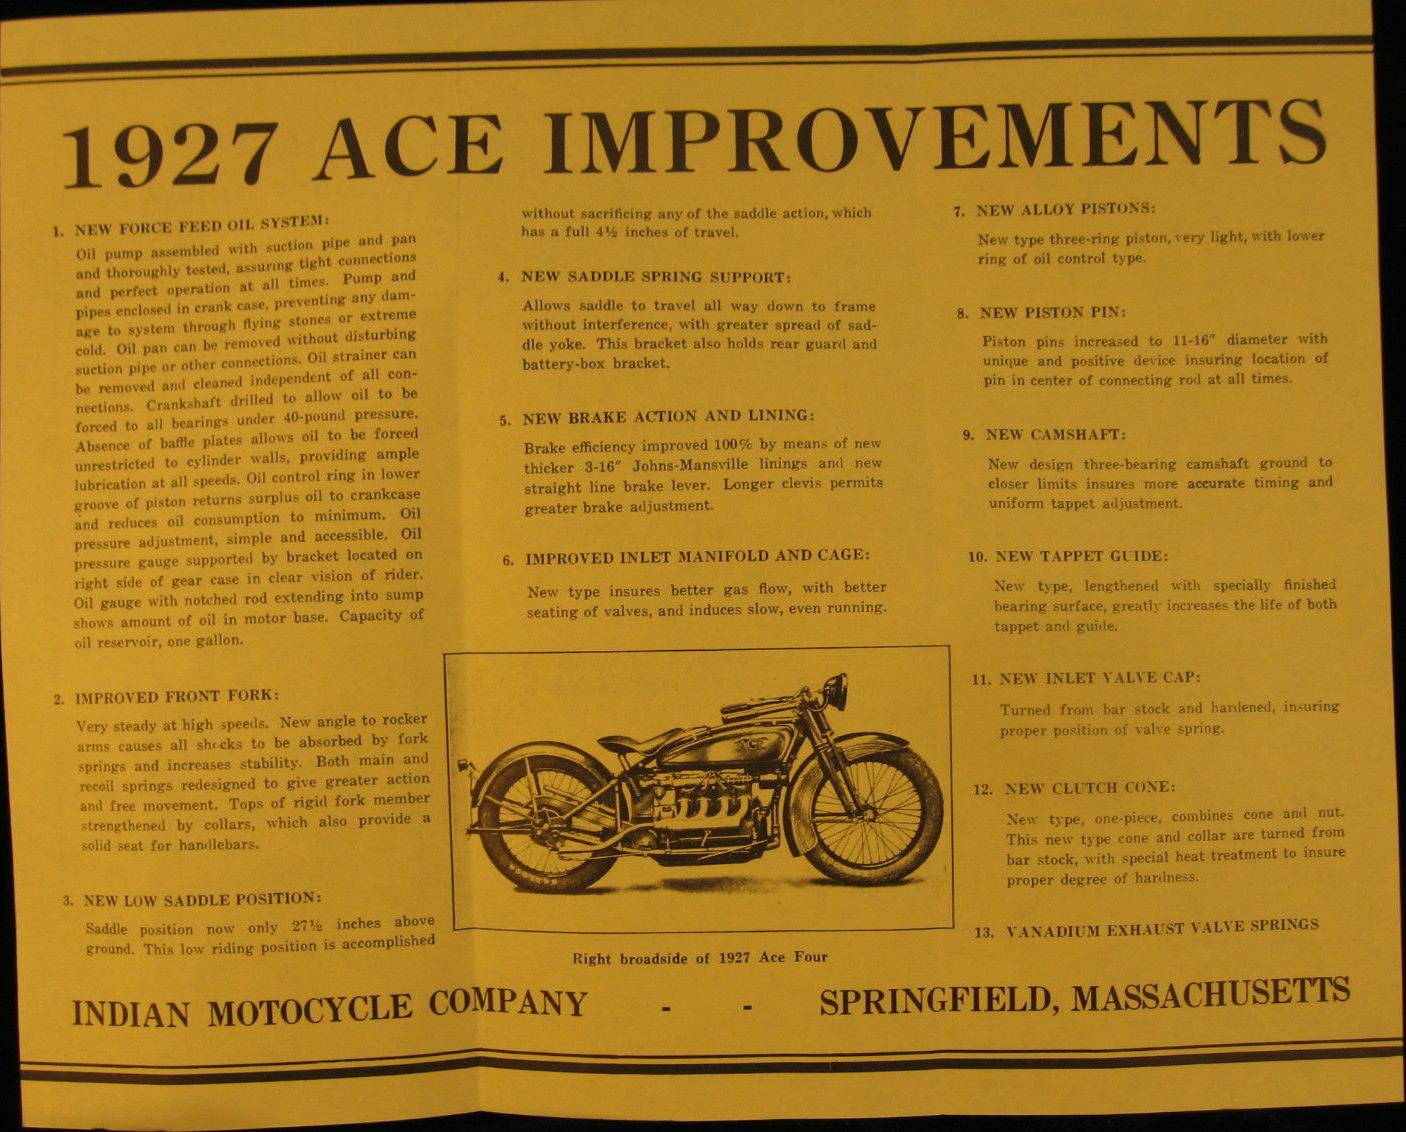 1927 ACE IMPROVEMENTS
1. NEW FORCE FEED OIL SYSTEM:
Oil pump assembled with suction pipe and pan
and thoroughly tested, assuring tight connections
and perfect operation at all times. Pump and
pipes enclosed in crank case, preventing any dam-
age to system through flying stones or extreme
cold. Oil pan can be removed without disturbing
suction pipe or other connections. Oil strainer can
be removed and cleaned independent of all con-
nections. Crankshaft drilled to allow oil to be
forced to all bearings under 40-pound pressure.
Absence of baffle plates allows oil to be forced
unrestricted to cylinder walls, providing ample
lubrication at all speeds. Oil control ring in lower
groove of piston returns surplus oil to crankcase
and reduces oil consumption to minimum. Oil
pressure adjustment, simple and accessible. Oil
pressure gauge supported by bracket located on
right side of gear case in clear vision of rider.
Oil gauge with notched rod extending into sump
shows amount of oil in motor base. Capacity of
oil reservoir, one gallon.
2. IMPROVED FRONT FORK:
Very steady at high speeds. New angle to rocker
arms causes all shocks to be absorbed by fork
springs and increases stability. Both main and
recoil springs redesigned to give greater action
and free movement. Tops of rigid fork member
strengthened by collars, which also provide a
solid seat for handlebars.
3. NEW LOW SADDLE POSITION:
Saddle position now only 27½ inches above
ground. This low riding position is accomplished
without sacrificing any of the saddle action, which
has a full 4½ inches of travel.
4. NEW SADDLE SPRING SUPPORT:
Allows saddle to travel all way down to frame
without interference, with greater spread of sad-
dle yoke. This bracket also holds rear guard and
battery-box bracket.
5. NEW BRAKE ACTION AND LINING:
Brake efficiency improved 100% by means of new
thicker 3-16" Johns-Mansville linings and new
straight line brake lever. Longer clevis permits
greater brake adjustment.
6. IMPROVED INLET MANIFOLD AND CAGE:
New type insures better gas flow, with better
seating of valves, and induces slow, even running.
ACE
Right broadside of 1927 Ace Four
7. NEW ALLOY PISTONS:
New type three-ring piston, very light, with lower
ring of oil control type.
8. NEW PISTON PIN:
Piston pins increased to 11-16" diameter with
unique and positive device insuring location of
pin in center of connecting rod at all times.
9. NEW CAMSHAFT:
New design three-bearing camshaft ground to
closer limits insures more accurate timing and
uniform tappet adjustment.
10. NEW TAPPET GUIDE:
New type, lengthened with specially finished
bearing surface, greatly increases the life of both
tappet and guide.
11. NEW INLET VALVE CAP:
Turned from bar stock and hardened, insuring
proper position of valve spring.
12. NEW CLUTCH CONE:
New type, one-piece, combines cone and nut.
This new type cone and collar are turned from
bar stock, with special heat treatment to insure
proper degree of hardness.
13. VANADIUM EXHAUST VALVE SPRINGS
INDIAN MOTOCYCLE COMPANY - - SPRINGFIELD, MASSACHUSETTS